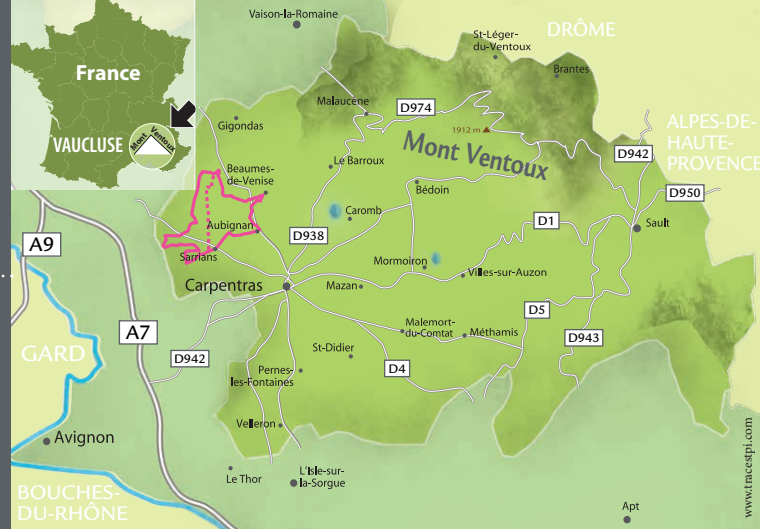 France
VAUCLUSE
Mont Ventoux
Vaison-la-Romaine
St-Léger-
du-Ventoux
DRÔME
Brantes
Malaucene
D974
Gigondas
1912 m
Mont Ventoux
ALPES-DE-
HAUTE-
PROVENCE
D942
Le Barroux
Beaumes-
de-Venise
Bédoin
D950
Caromb
D1
Sault
Aubignan
D938
A9
Sarrians
Mormoiron
Villes-sur-Auzon
Carpentras
Mazan
D5
A7
Malemort-
du-Comtat
Méthamis
D943
GARD
D942
St-Didier
D4
Pernes-
les-Fontaines
Velleron
Avignon
Le Thor
L'Isle-sur-
la-Sorgue
BOUCHES-
DU-RHÔNE
Apt
www.tracestpi.com